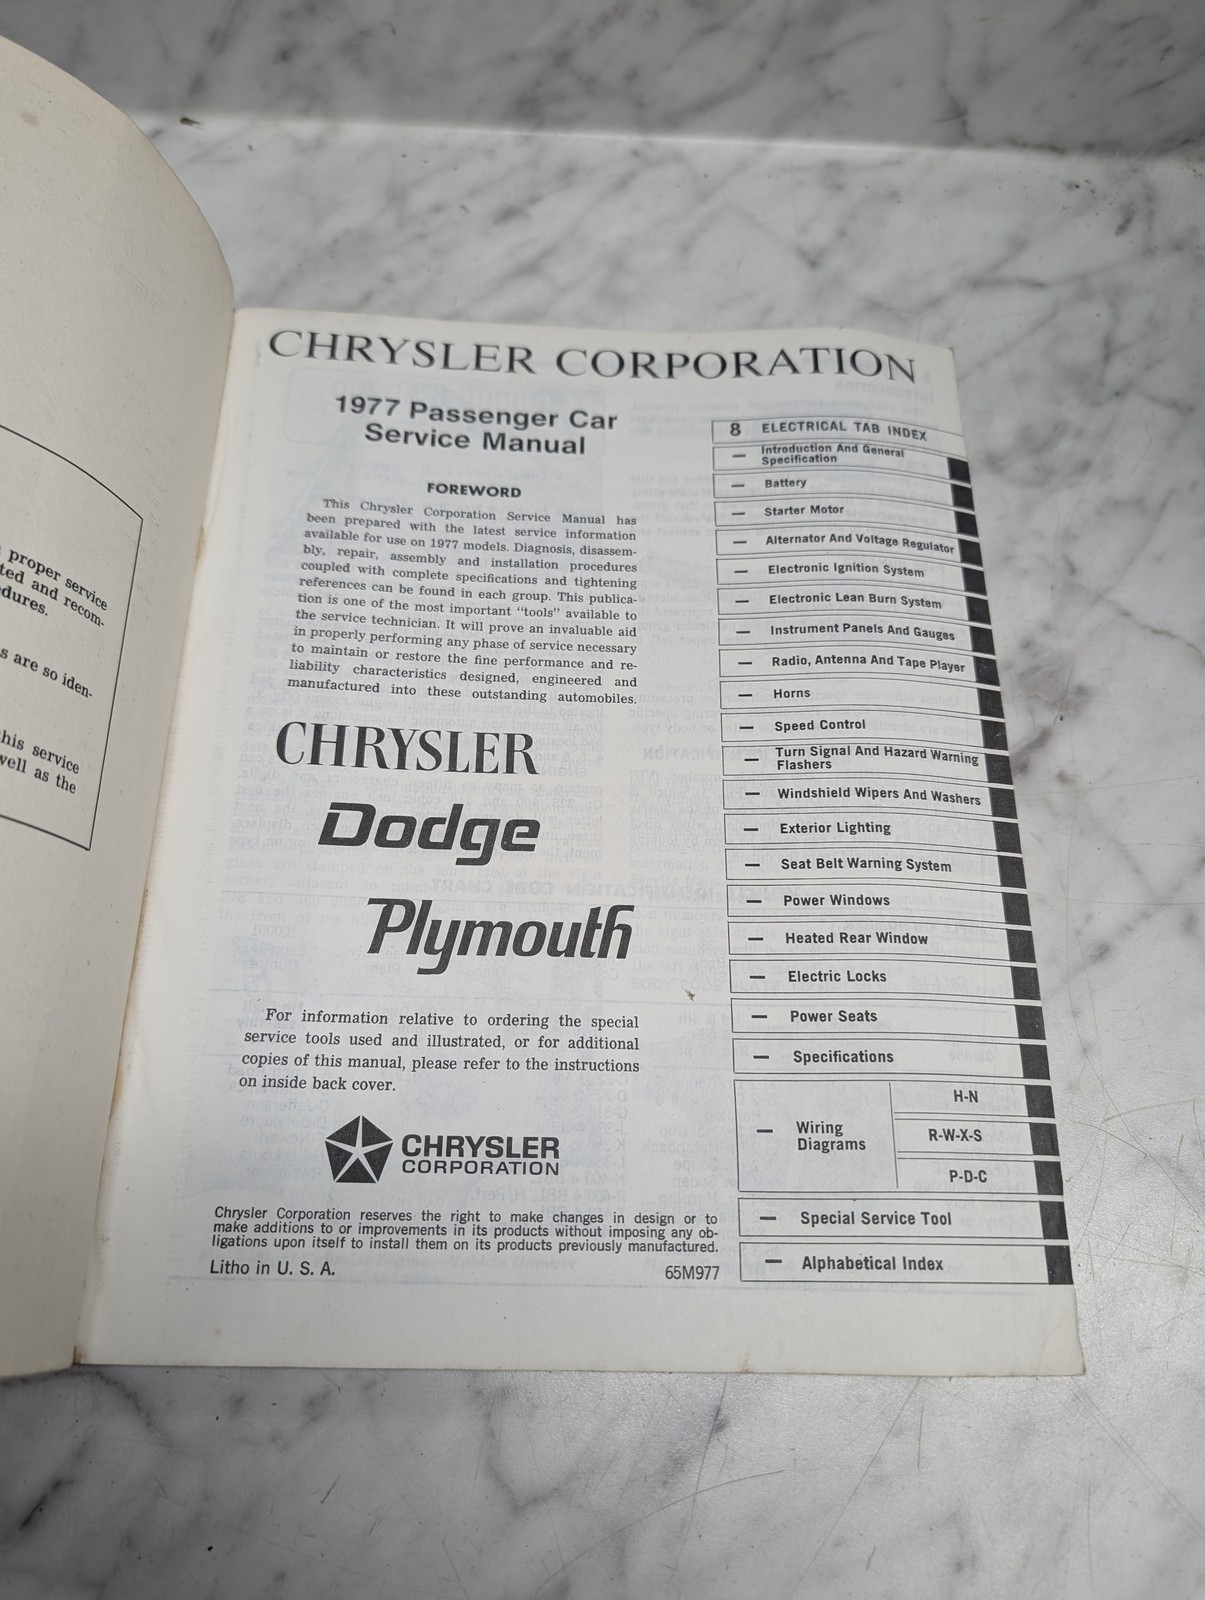 proper service
ted and recom-
dures.
s are so iden-
his service
well as the
CHRYSLER CORPORATION
1977 Passenger Car
Service Manual
FOREWORD
This Chrysler Corporation Service Manual has
been prepared with the latest service information
available for use on 1977 models. Diagnosis, disassem-
bly, repair, assembly and installation procedures
coupled with complete specifications and tightening
references can be found in each group. This publica-
tion is one of the most important “tools” available to
the service technician. It will prove an invaluable aid
in properly performing any phase of service necessary
to maintain or restore the fine performance and re-
liability characteristics designed, engineered and
manufactured into these outstanding automobiles.
CHRYSLER
Dodge
Plymouth
For information relative to ordering the special
service tools used and illustrated, or for additional
copies of this manual, please refer to the instructions
on inside back cover.
CHRYSLER
CORPORATION
Chrysler Corporation reserves the right to make changes in design or to
make additions to or improvements in its products without imposing any ob-
ligations upon itself to install them on its products previously manufactured.
Litho in U. S. A.
65M977
8 ELECTRICAL TAB INDEX
— Introduction And General
Specification
— Battery
— Starter Motor
— Alternator And Voltage Regulator
— Electronic Ignition System
— Electronic Lean Burn System
— Instrument Panels And Gauges
— Radio, Antenna And Tape Player
— Horns
— Speed Control
— Turn Signal And Hazard Warning
Flashers
— Windshield Wipers And Washers
— Exterior Lighting
— Seat Belt Warning System
— Power Windows
— Heated Rear Window
— Electric Locks
— Power Seats
— Specifications
— Wiring
Diagrams
H-N
R-W-X-S
P-D-C
— Special Service Tool
— Alphabetical Index